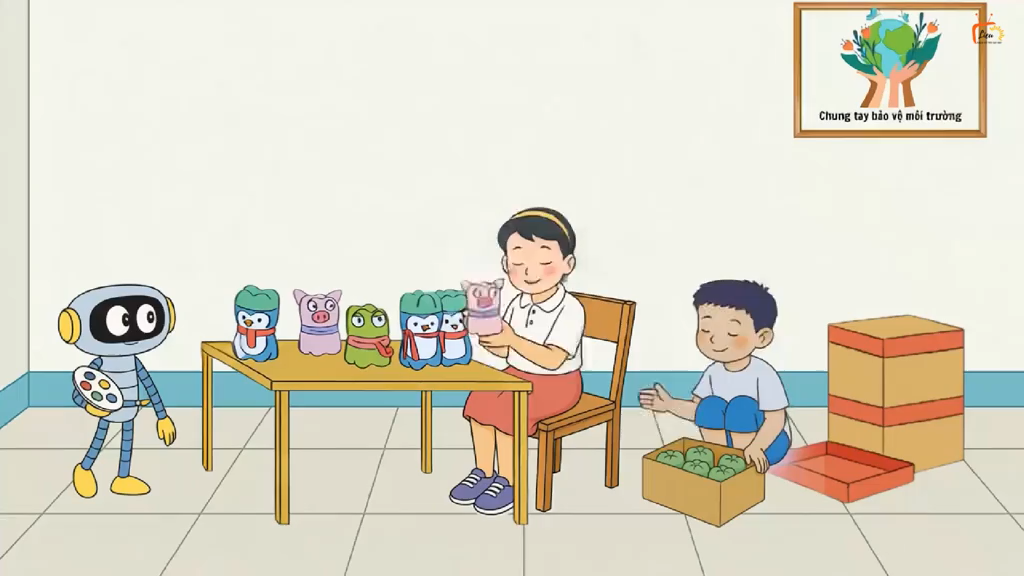 Chung tay bảo vệ môi trường